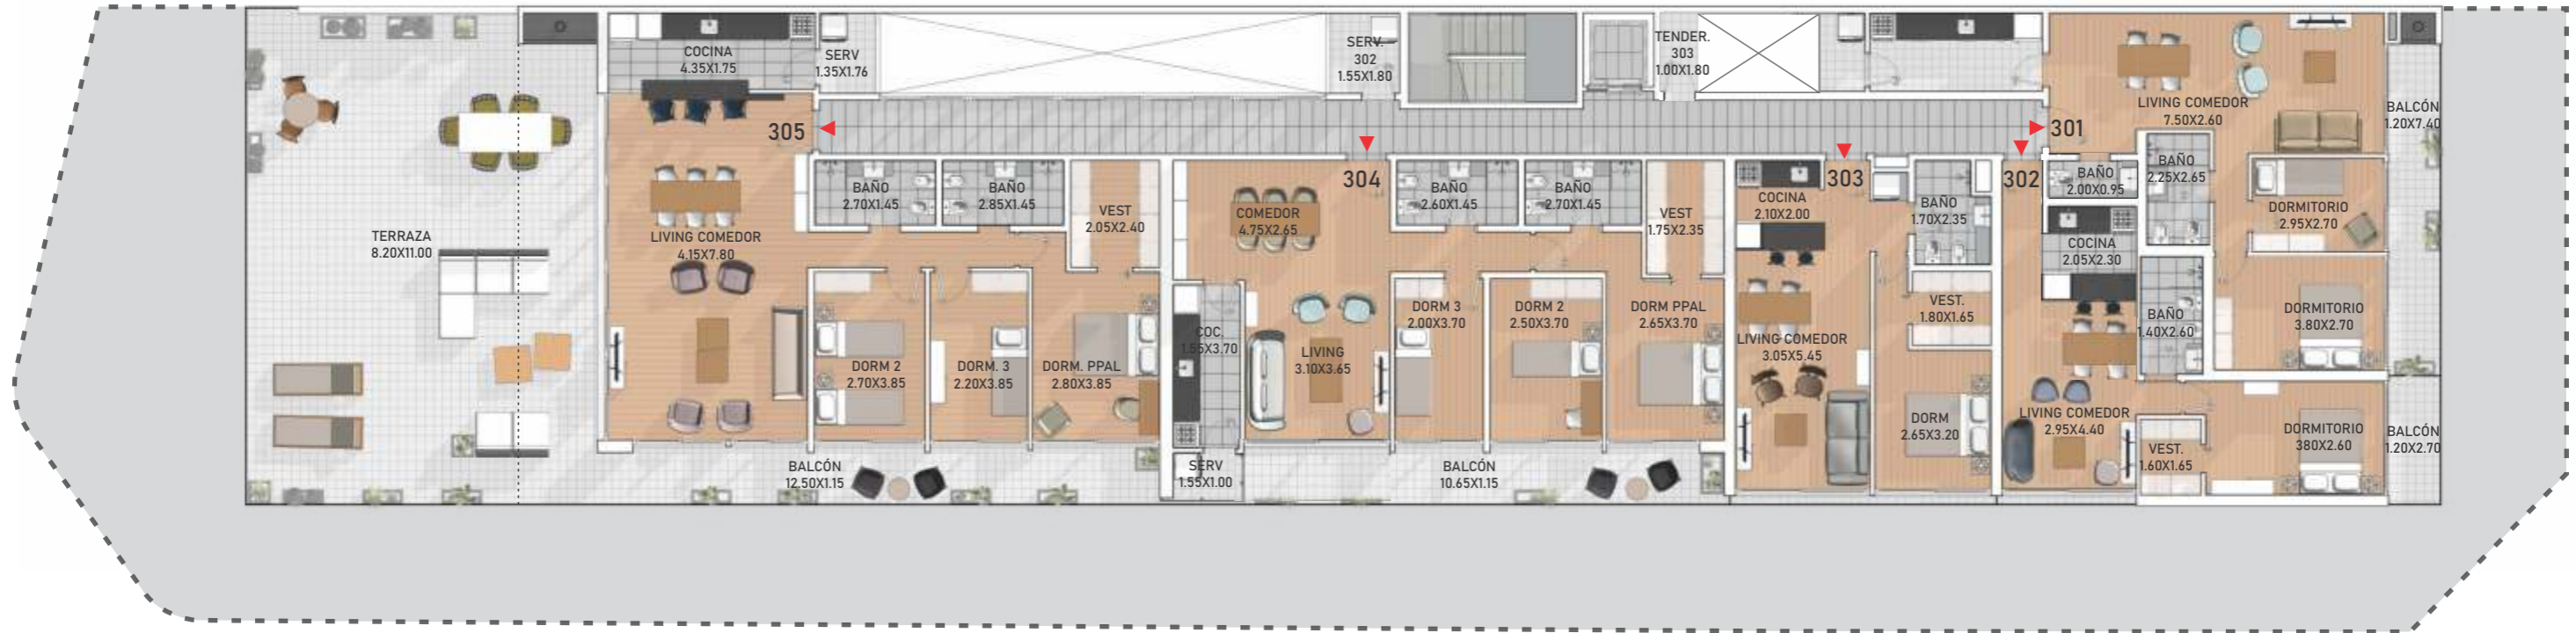 COCINA
4.35X1.75
SERV
1.35X1.76
SERV.
302
1.55X1.80
TENDER.
303
1.00X1.80
LIVING COMEDOR
7.50X2.60
BALCÓN
1.20X7.40
305
301
304
303
302
TERRAZA
8.20X11.00
LIVING COMEDOR
4.15X7.80
BAÑO
2.70X1.45
BAÑO
2.85X1.45
VEST
2.05X2.40
COMEDOR
4.75X2.65
BAÑO
2.60X1.45
BAÑO
2.70X1.45
VEST
1.75X2.35
COCINA
2.10X2.00
BAÑO
1.70X2.35
BAÑO
2.00X0.95
BAÑO
2.25X2.65
DORMITORIO
2.95X2.70
COCINA
2.05X2.30
DORM 2
2.70X3.85
DORM. 3
2.20X3.85
DORM. PPAL
2.80X3.85
COC.
1.55X3.70
LIVING
3.10X3.65
DORM 3
2.00X3.70
DORM 2
2.50X3.70
DORM PPAL
2.65X3.70
LIVING COMEDOR
3.05X5.45
VEST.
1.80X1.65
BAÑO
1.40X2.60
DORMITORIO
3.80X2.70
DORM
2.65X3.20
LIVING COMEDOR
2.95X4.40
VEST.
1.60X1.65
DORMITORIO
380X2.60
BALCÓN
1.20X2.70
BALCÓN
12.50X1.15
SERV
1.55X1.00
BALCÓN
10.65X1.15